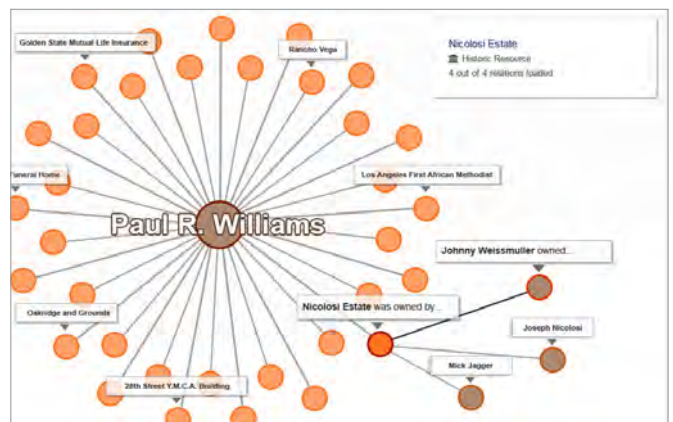 Golden State Mutual Life Insurance
Rancho Vega
Nicolosi Estate
Historic Resource
4 out of 4 relations loaded
Funeral Home
Los Angeles First African Methodist
Paul R. Williams
Johnny Weissmuller owned...
Nicolosi Estate was owned by...
Oakridge and Grounds
Joseph Nicolosi
Mick Jagger
28th Street Y.M.C.A. Building